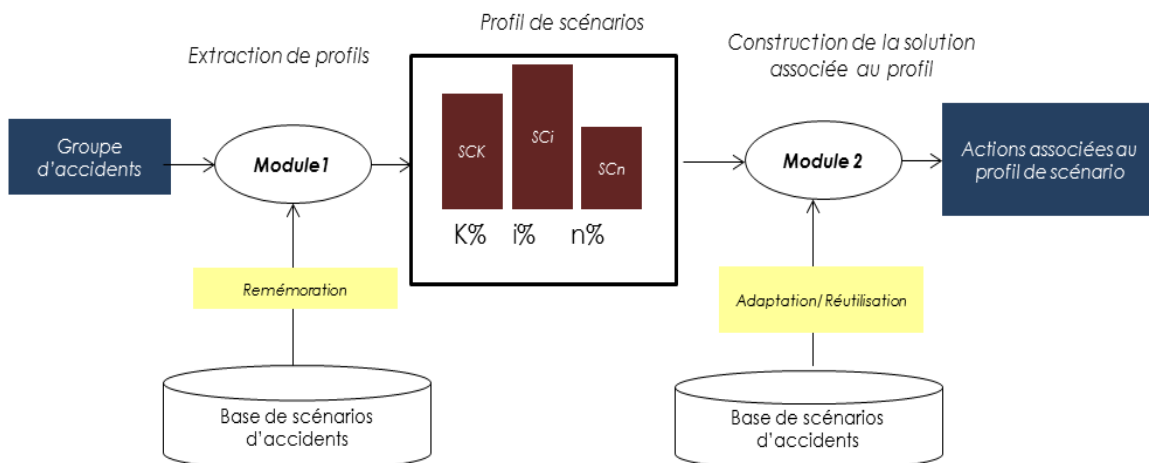 Profil de scénarios
Extraction de profils
Construction de la solution
associée au profil
Groupe
d'accidents
Module1
SCK
SCi
SCn
K% i% n%
Module 2
Actions associées au
profil de scénario
Remémoration
Adaptation/ Réutilisation
Base de scénarios
d'accidents
Base de scénarios
d'accidents